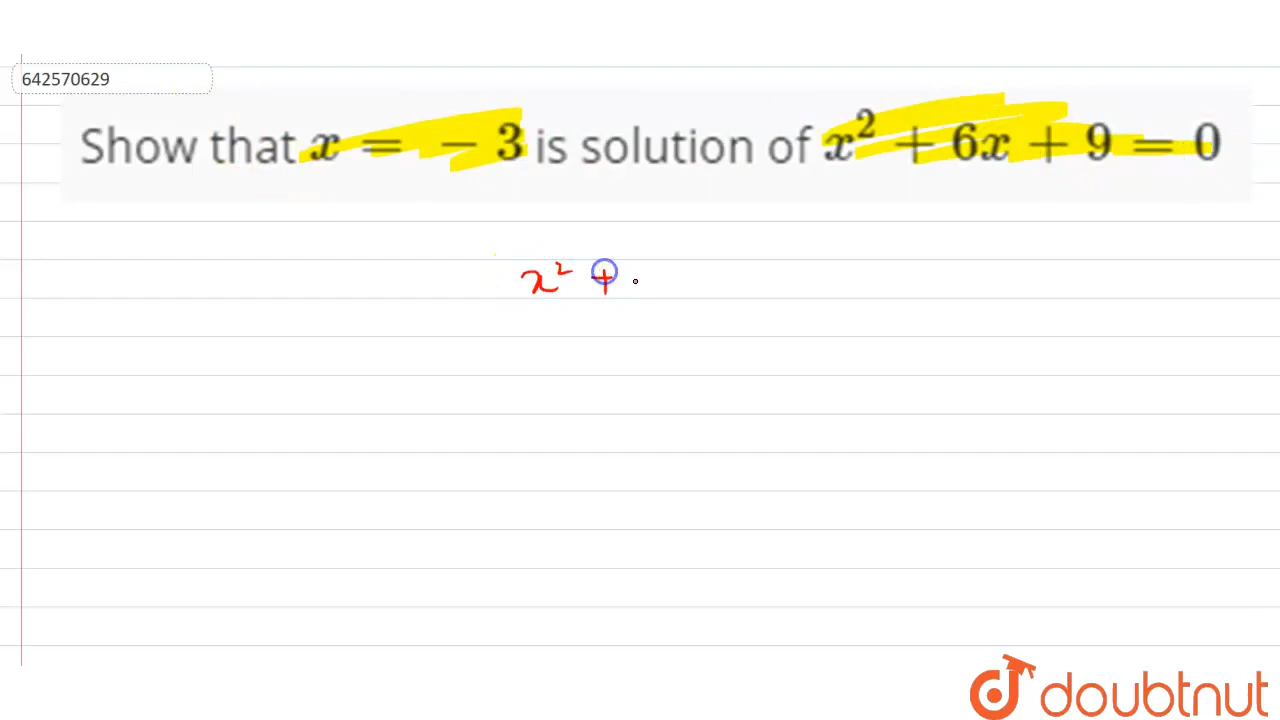 642570629
Show that x = − 3 is solution of x² + 6x + 9 = 0
x² +
doubtnut